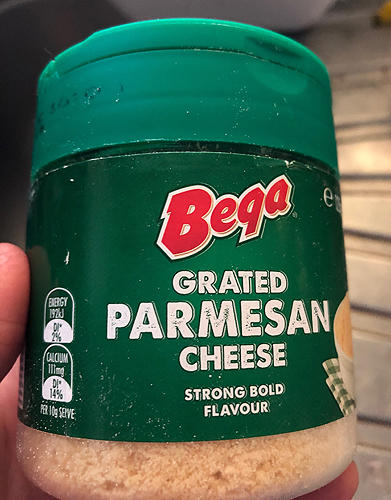 Bega
®
e
GRATED
PARMESAN
CHEESE
STRONG BOLD
FLAVOUR
ENERGY
192kJ
DI*
2%
CALCIUM
111mg
DI*
14%
PER 10g SERVE